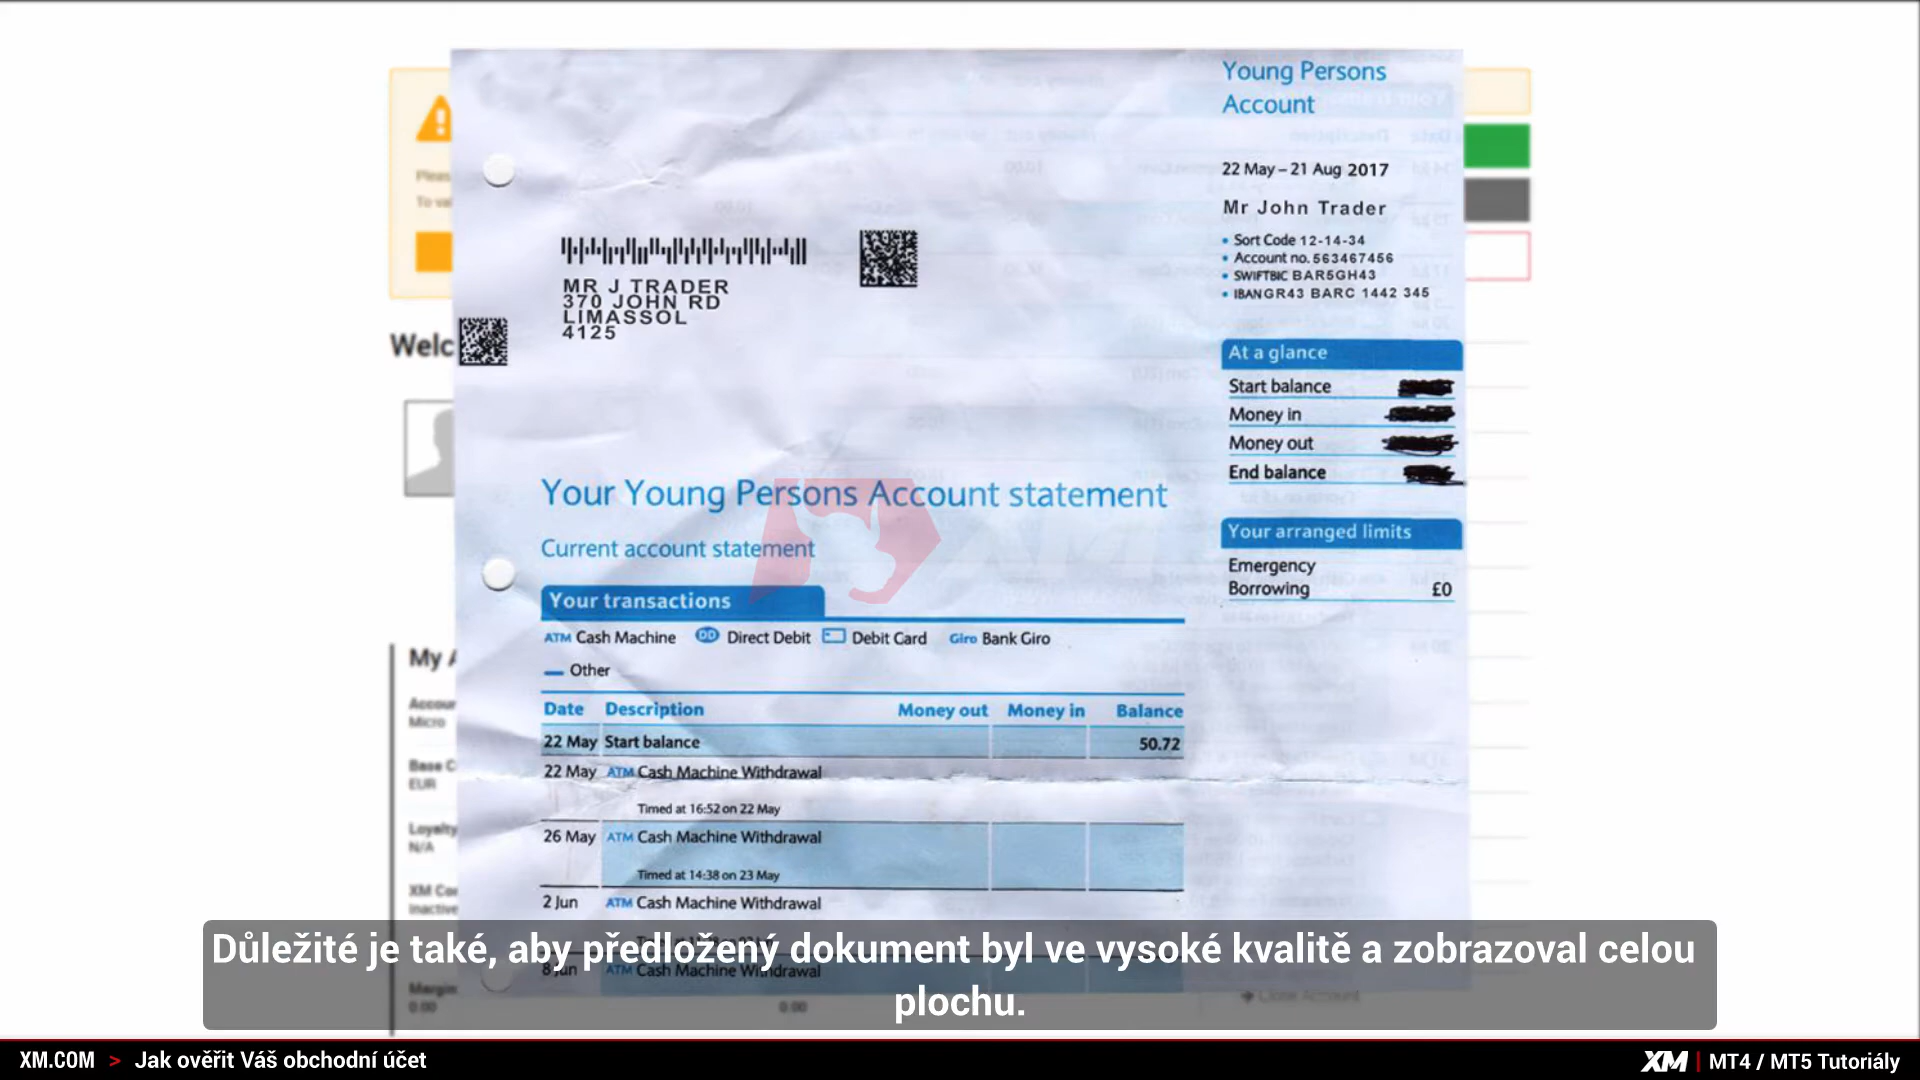 Young Persons
Account
22 May – 21 Aug 2017
Mr John Trader
• Sort Code 12-14-34
• Account no. 563467456
• SWIFTBIC BAR5GH43
• IBAN GR43 BARC 1442 345
MR J TRADER
370 JOHN RD
LIMASSOL
4125
Welc
At a glance
Start balance
Money in
Money out
End balance
Your Young Persons Account statement
Current account statement
Your arranged limits
Emergency
Borrowing £0
Your transactions
ATM Cash Machine DD Direct Debit Debit Card Giro Bank Giro
Other
Date Description Money out Money in Balance
22 May Start balance 50.72
22 May ATM Cash Machine Withdrawal
Timed at 16:52 on 22 May
26 May ATM Cash Machine Withdrawal
Timed at 14:38 on 23 May
2 Jun ATM Cash Machine Withdrawal
8 Jun ATM Cash Machine Withdrawal
My A
Accoun
Micro
Base C
EUR
Loyalty
N/A
XM Co
Inactive
Margin
0.00 0.00
Close Account
Důležité je také, aby předložený dokument byl ve vysoké kvalitě a zobrazoval celou
plochu.
XM.COM > Jak ověřit Váš obchodní účet
XM | MT4 / MT5 Tutoriály